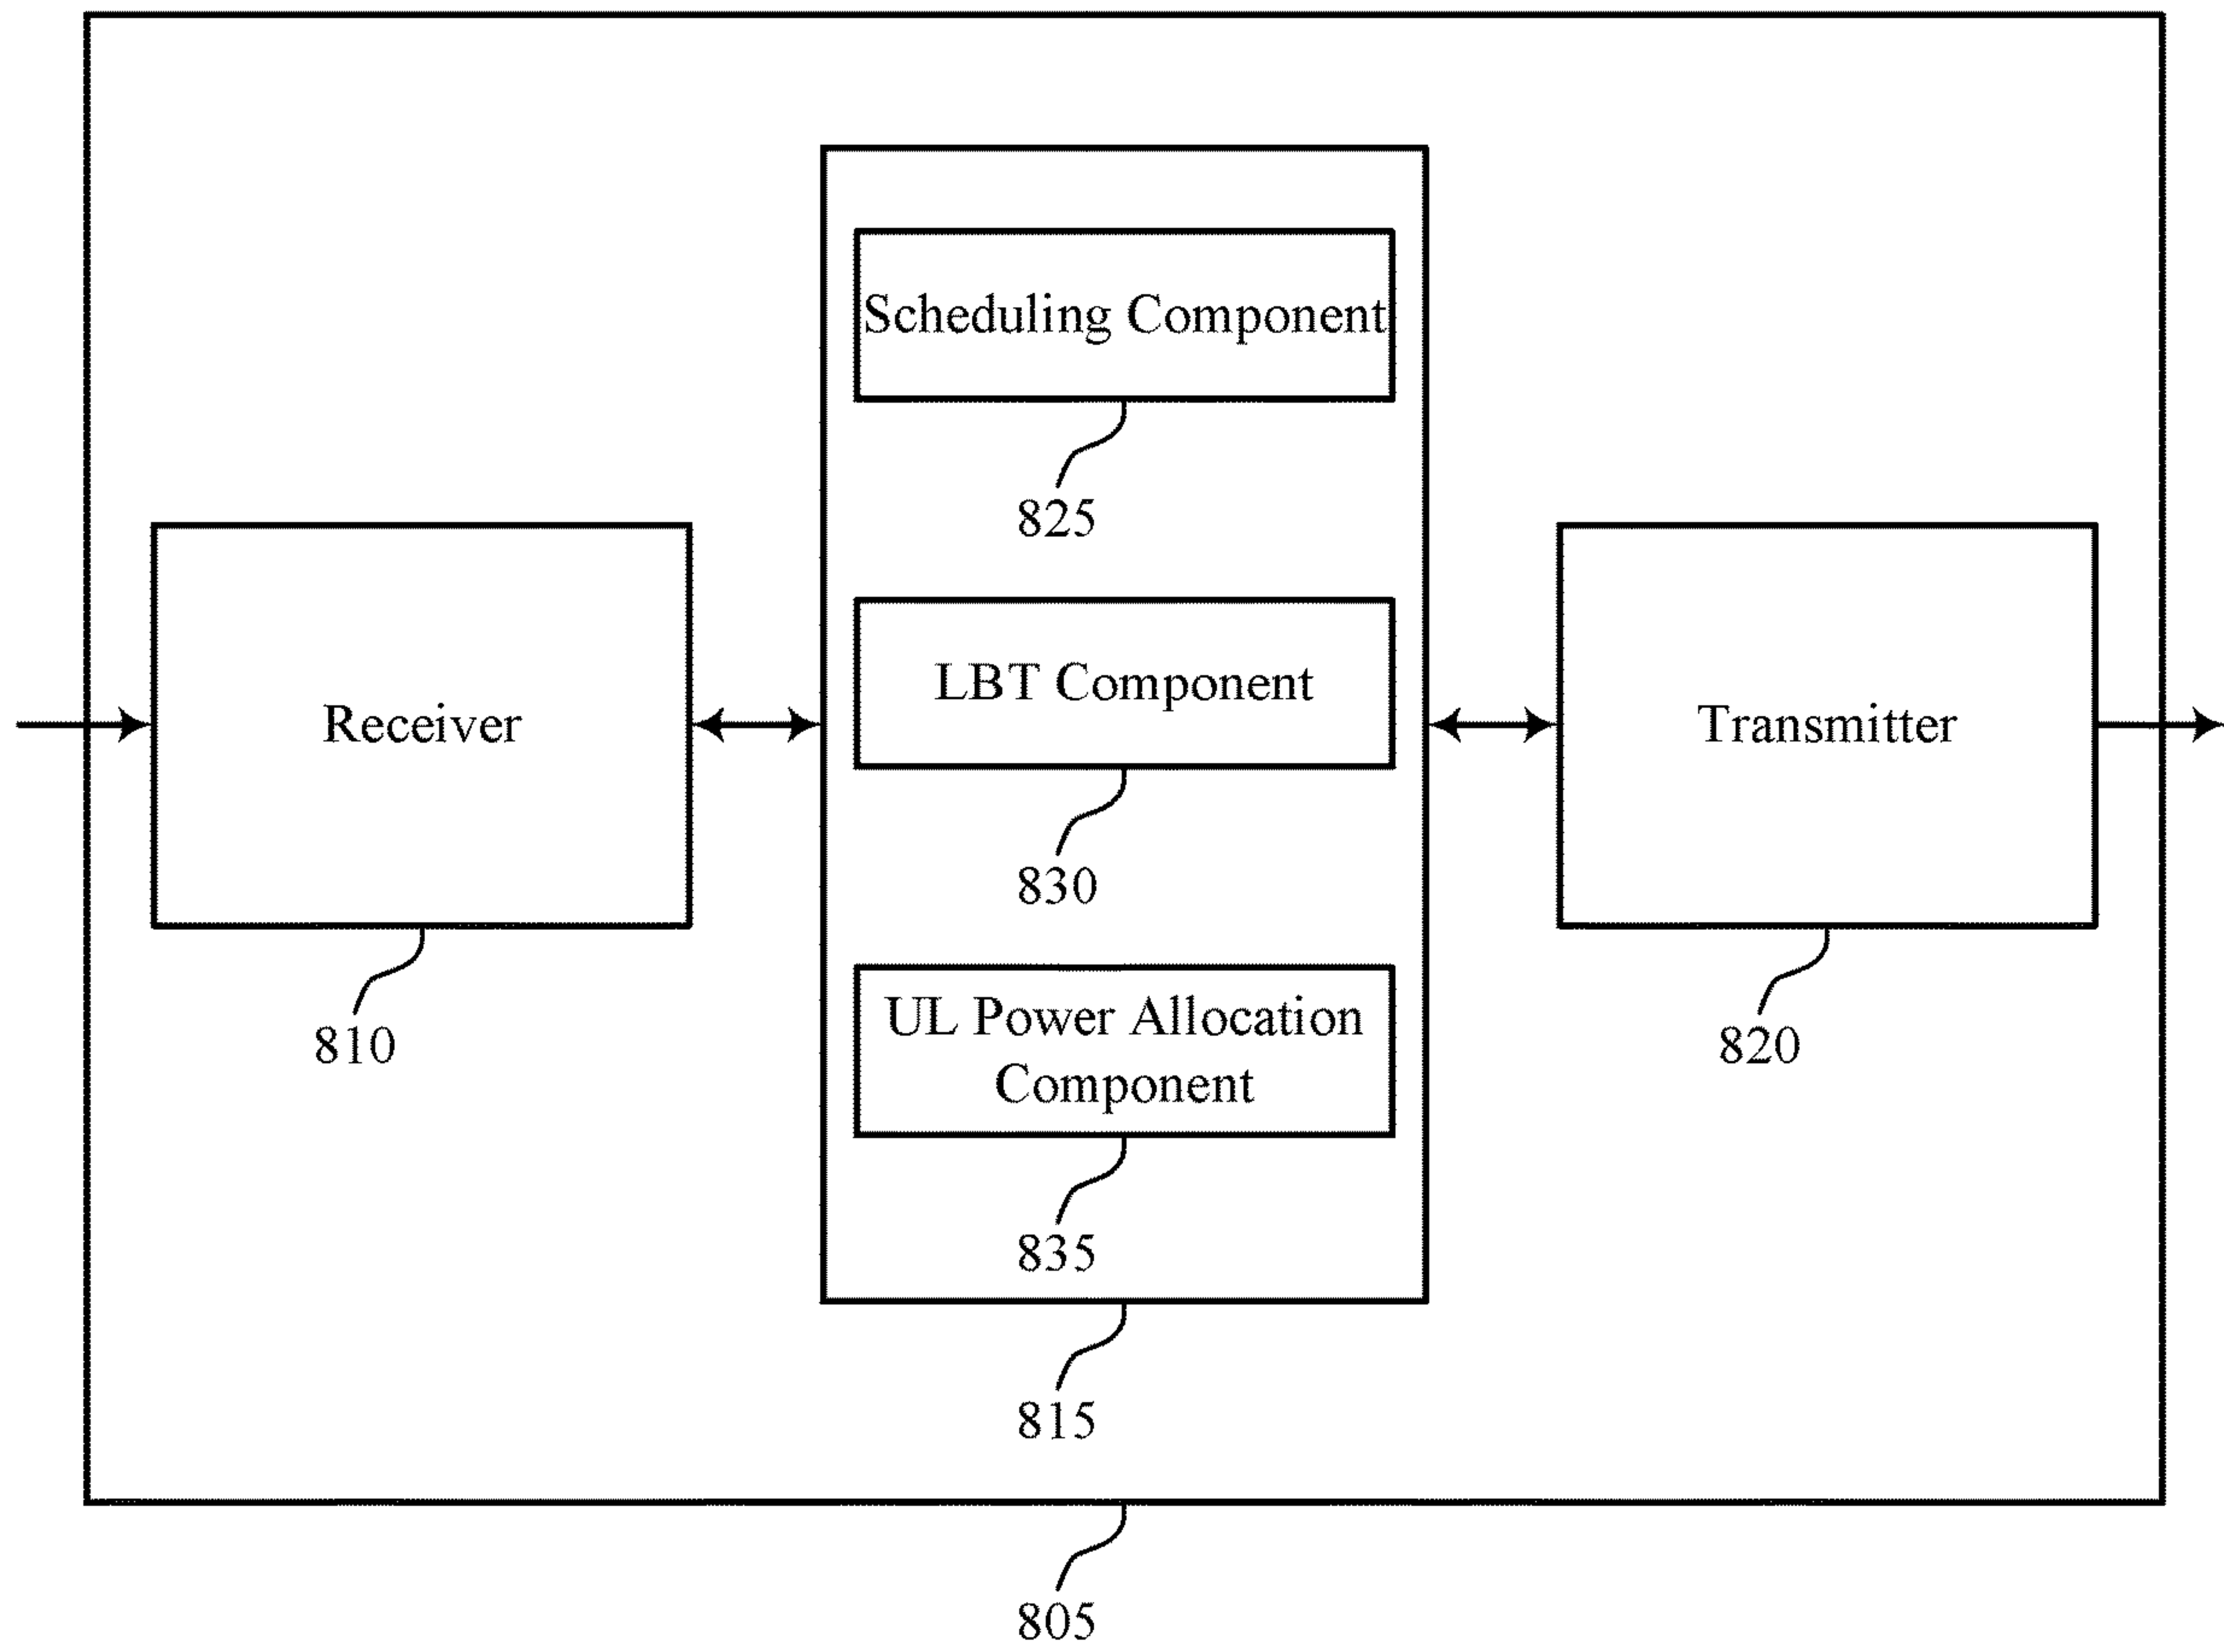 Scheduling Component
825
Receiver
810
LBT Component
830
UL Power Allocation
Component
835
815
Transmitter
820
805